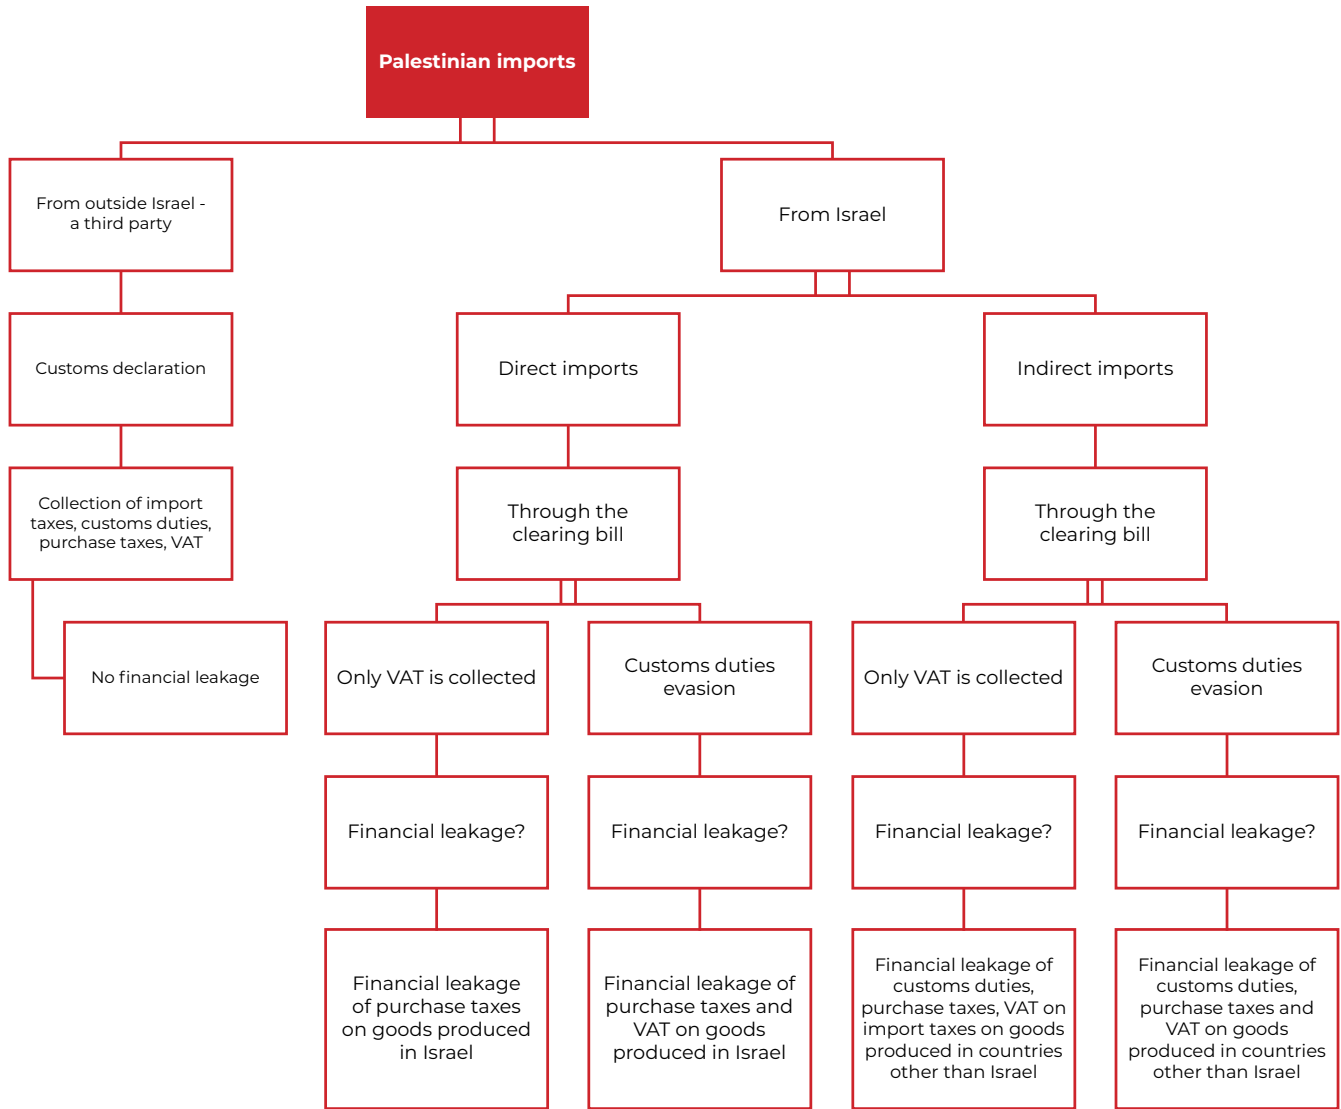 Palestinian imports
From outside Israel -
a third party
From Israel
Customs declaration
Direct imports
Indirect imports
Collection of import
taxes, customs duties,
purchase taxes, VAT
Through the
clearing bill
Through the
clearing bill
No financial leakage
Only VAT is collected
Customs duties
evasion
Only VAT is collected
Customs duties
evasion
Financial leakage?
Financial leakage?
Financial leakage?
Financial leakage?
Financial leakage
of purchase taxes
on goods produced
in Israel
Financial leakage of
purchase taxes and
VAT on goods
produced in Israel
Financial leakage of
customs duties,
purchase taxes, VAT on
import taxes on goods
produced in countries
other than Israel
Financial leakage of
customs duties,
purchase taxes and
VAT on goods
produced in countries
other than Israel